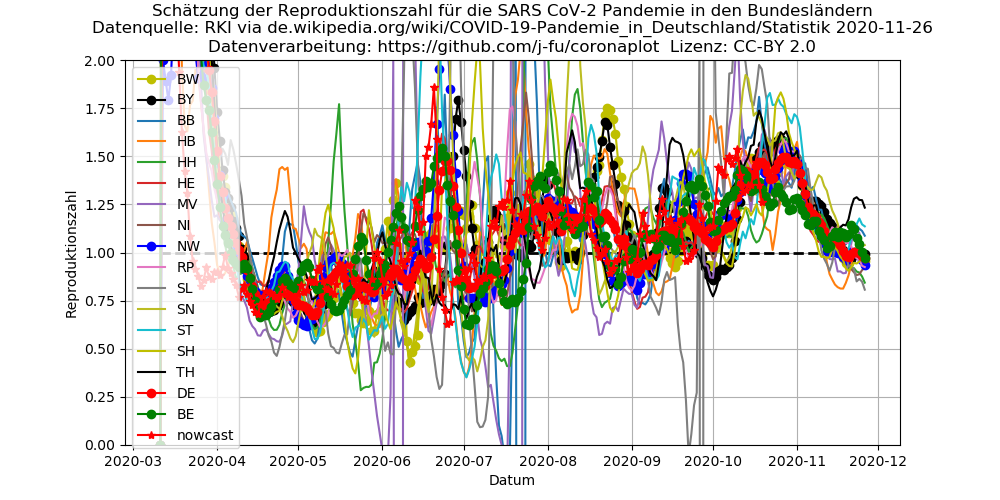 Schätzung der Reproduktionszahl für die SARS CoV-2 Pandemie in den Bundesländern
Datenquelle: RKI via de.wikipedia.org/wiki/COVID-19-Pandemie_in_Deutschland/Statistik 2020-11-26
Datenverarbeitung: https://github.com/j-fu/coronaplot  Lizenz: CC-BY 2.0
Reproduktionszahl
2.00
1.75
1.50
1.25
1.00
0.75
0.50
0.25
0.00
BW
BY
BB
HB
HH
HE
MV
NI
NW
RP
SL
SN
ST
SH
TH
DE
BE
nowcast
2020-03 2020-04 2020-05 2020-06 2020-07 2020-08 2020-09 2020-10 2020-11 2020-12
Datum